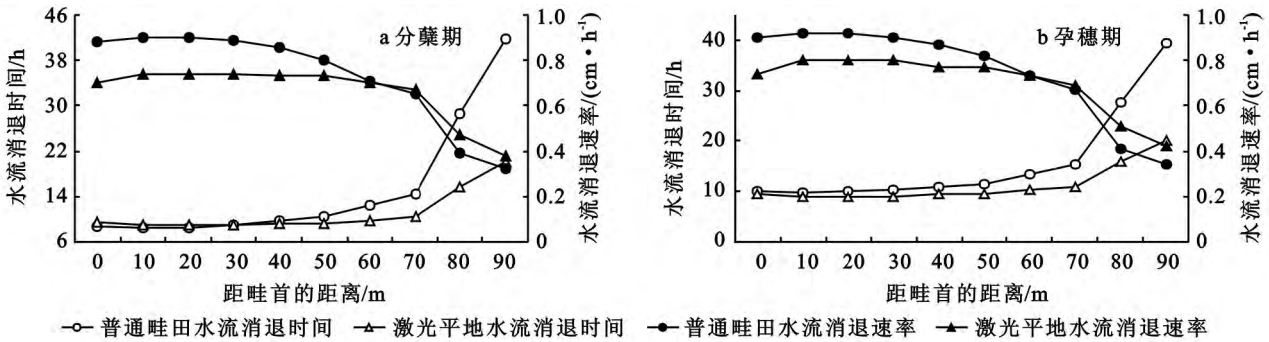 a 分蘖期
水流消退时间/h
46
38
30
22
14
6
1.0
0.8
0.6
0.4
0.2
0
水流消退速率/(cm·h⁻¹)
0 10 20 30 40 50 60 70 80 90
距畦首的距离/m
b 孕穗期
水流消退时间/h
40
30
20
10
0
1.0
0.8
0.6
0.4
0.2
0
水流消退速率/(cm·h⁻¹)
0 10 20 30 40 50 60 70 80 90
距畦首的距离/m
普通畦田水流消退时间 激光平地水流消退时间 普通畦田水流消退速率 激光平地水流消退速率